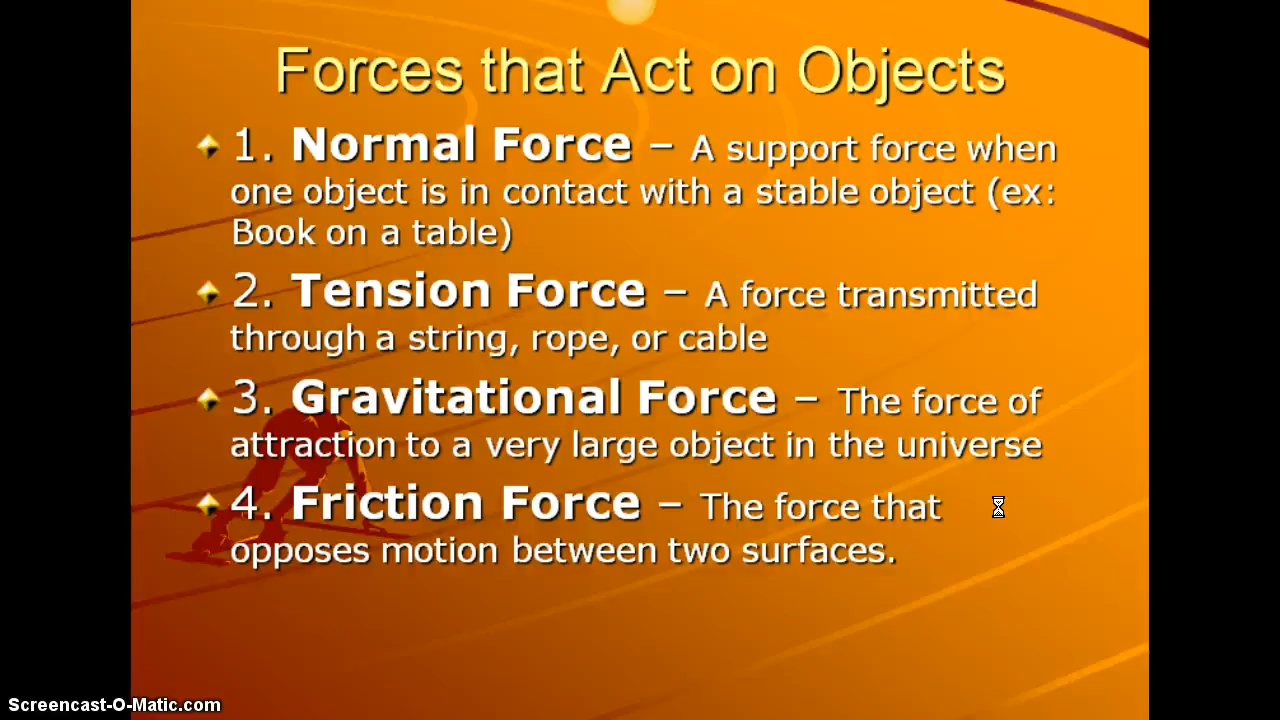 Forces that Act on Objects
1. Normal Force – A support force when
one object is in contact with a stable object (ex:
Book on a table)
2. Tension Force – A force transmitted
through a string, rope, or cable
3. Gravitational Force – The force of
attraction to a very large object in the universe
4. Friction Force – The force that
opposes motion between two surfaces.
Screencast-O-Matic.com